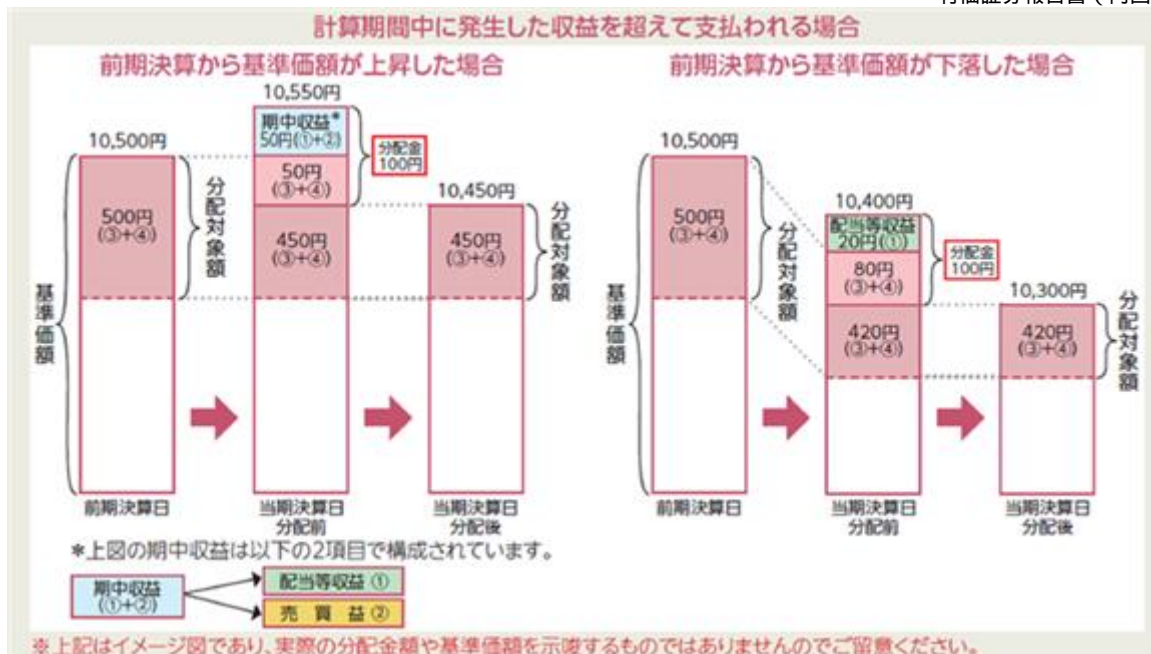 計算期間中に発生した収益を超えて支払われる場合
前期決算から基準価額が上昇した場合
10,550円
10,500円
期中収益*
50円(①+②)
分配金
100円
50円
(③+④)
10,450円
500円
(③+④)
分配対象額
450円
(③+④)
450円
(③+④)
分配対象額
基準価額
前期決算日
当期決算日
分配前
当期決算日
分配後
前期決算から基準価額が下落した場合
10,500円
10,400円
500円
(③+④)
分配対象額
配当等収益
20円(①)
分配金
100円
80円
(③+④)
10,300円
420円
(③+④)
420円
(③+④)
分配対象額
基準価額
前期決算日
当期決算日
分配前
当期決算日
分配後
*上図の期中収益は以下の2項目で構成されています。
期中収益
(①+②)
配当等収益 ①
売買益 ②
※上記はイメージ図であり、実際の分配金額や基準価額を示唆するものではありませんのでご留意ください。